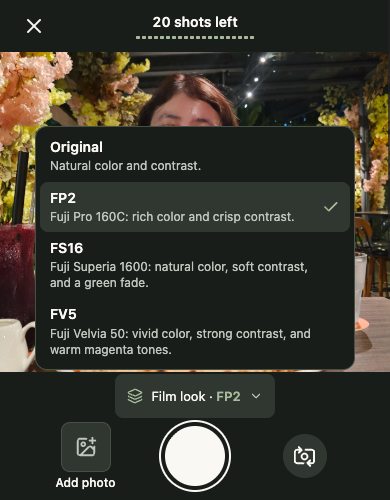 20 shots left
Original
Natural color and contrast.
FP2
Fuji Pro 160C: rich color and crisp contrast.
FS16
Fuji Superia 1600: natural color, soft contrast,
and a green fade.
FV5
Fuji Velvia 50: vivid color, strong contrast, and
warm magenta tones.
Film look · FP2
Add photo